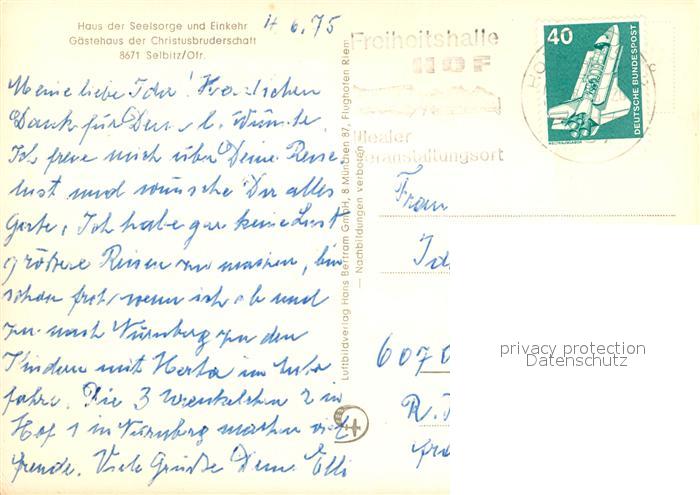 Haus der Seelsorge und Einkehr
Gästehaus der Christusbruderschaft
8671 Selbitz/Ofr.
6.75
Meine liebe Ida! Herzlichen
Dank für Deine l. Wünsche.
Ich freue mich über Deine Reise
lust und wünsche Dir alles
Gute. Ich habe gar keine Lust
größere Reisen zu machen, bin
schon froh, wenn ich ab und
zu nach Nürnberg zu den
Kindern mit Herta im Auto
fahre. Die 3 Urenkelchen 2 in
Hof 1 in Nürnberg machen viel
Freude. Viele Grüße Deine Elli
Luftbildverlag Hans Bertram GmbH, 8 München 87, Flughafen Riem
— Nachbildungen verboten —
Freiheitshalle
HOF
Idealer
Veranstaltungsort
40
DEUTSCHE BUNDESPOST
WELTRAUMLABOR
Frau
607
R.
privacy protection
Datenschutz